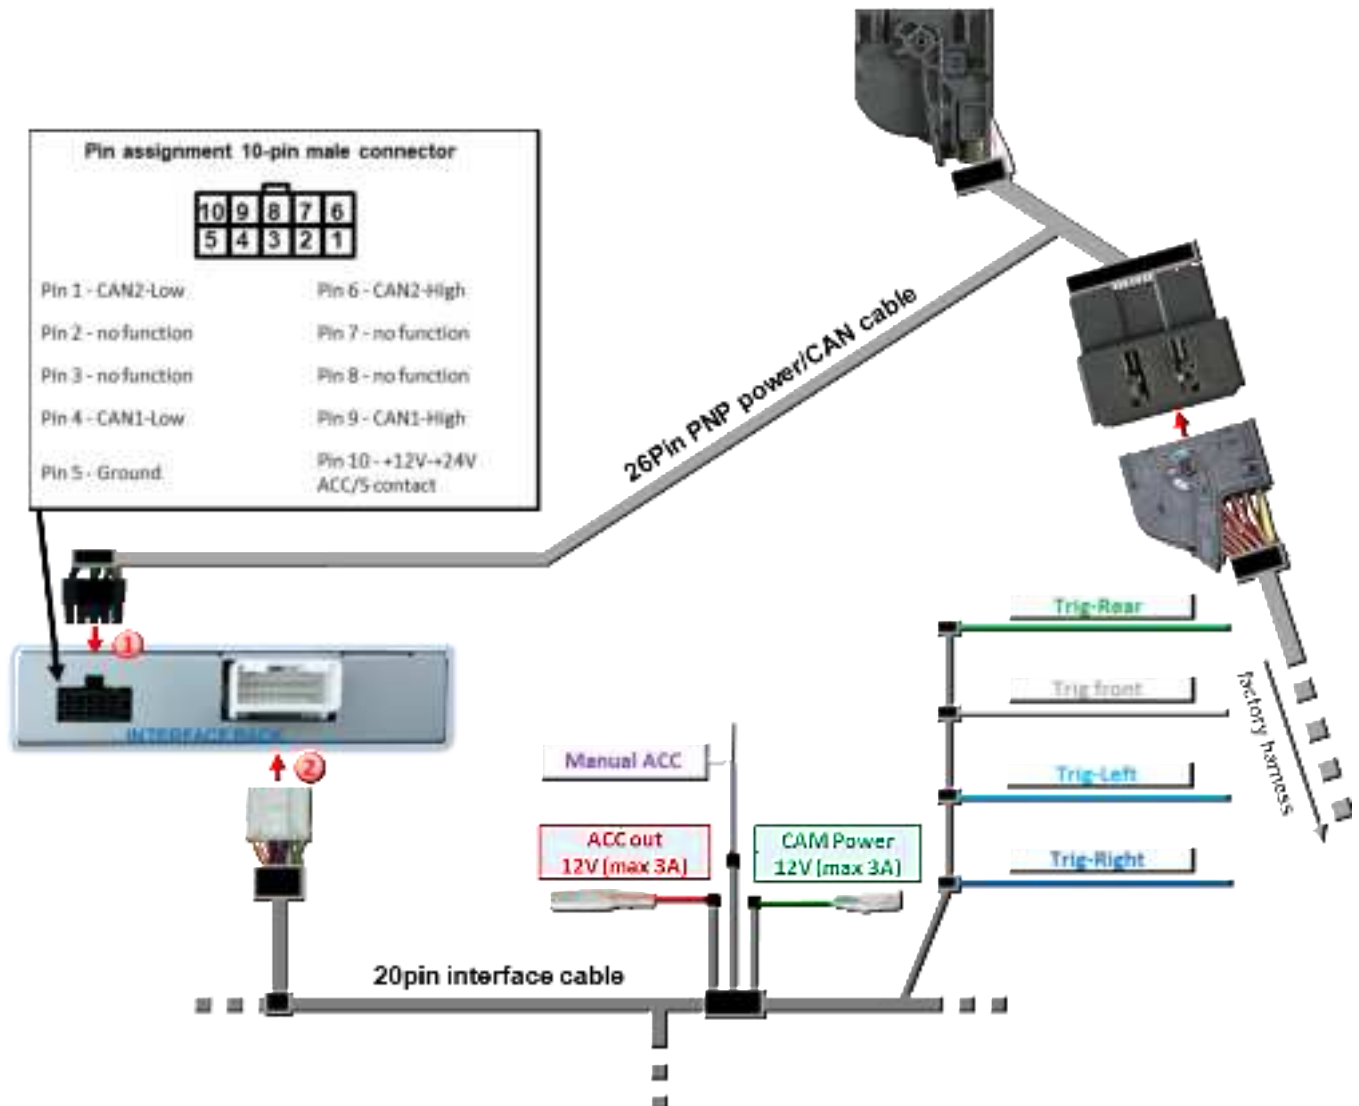 Pin assignment 10-pin male connector
10 9 8 7 6
5 4 3 2 1
Pin 1 - CAN2-Low
Pin 6 - CAN2-High
Pin 2 - no function
Pin 7 - no function
Pin 3 - no function
Pin 8 - no function
Pin 4 - CAN1-Low
Pin 9 - CAN1-High
Pin 5 - Ground
Pin 10 - +12V-+24V
ACC/S contact
26Pin PNP power/CAN cable
1
INTERFACE BACK
2
Trig-Rear
Trig front
Trig-Left
Trig-Right
factory harness
Manual ACC
ACC out
12V (max 3A)
CAM Power
12V (max 3A)
20pin interface cable